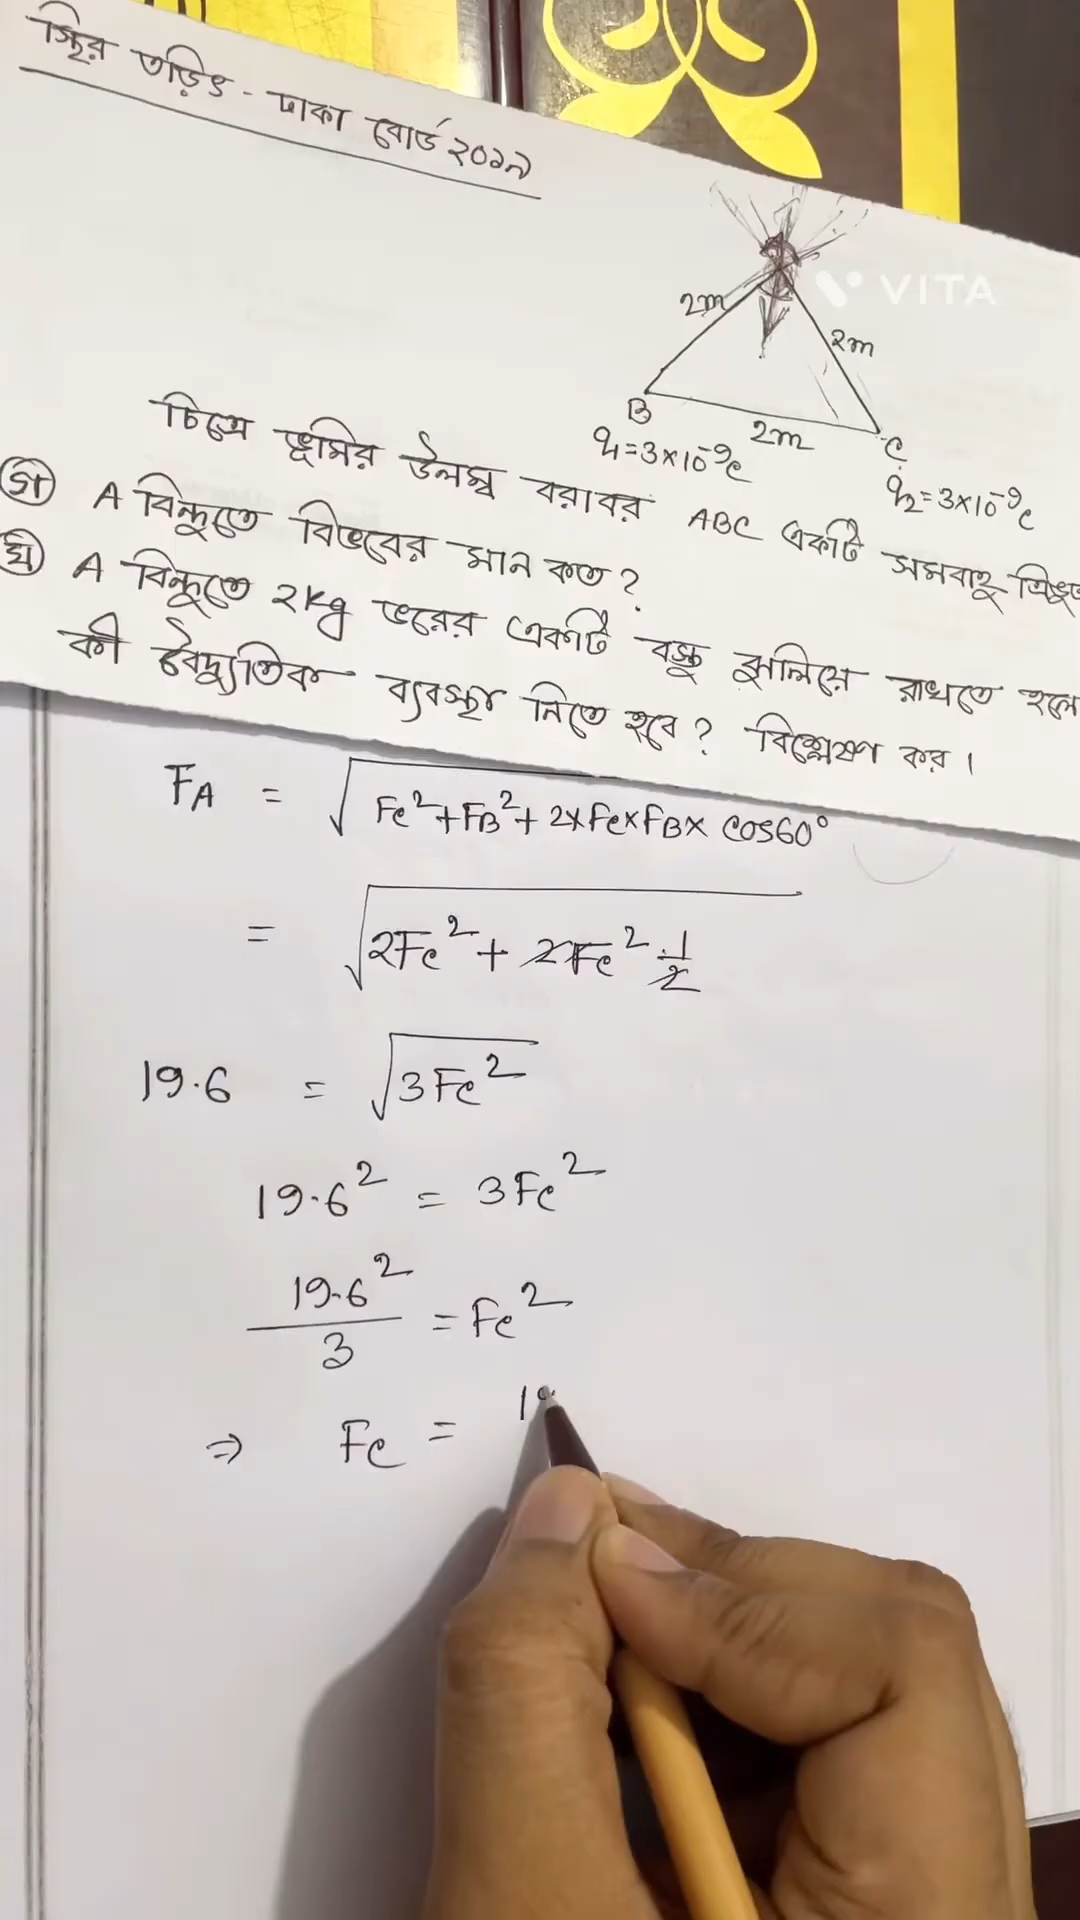 স্থির তড়িৎ - ঢাকা বোর্ড ২০১৯
VITA
2m
2m
B
2m
C
q₁=3×10⁻⁹c
q₂=3×10⁻⁹c
চিত্রে ভূমির উলম্ব বরাবর ABC একটি সমবাহু ত্রিভুজ
গ A বিন্দুতে বিভবের মান কত?
ঘ A বিন্দুতে 2kg ভরের একটি বস্তু ঝুলিয়ে রাখতে হলে
কী বৈদ্যুতিক ব্যবস্থা নিতে হবে? বিশ্লেষণ কর।
FA = √Fc²+FB²+2×Fc×FB× cos60°
= √2Fc² + 2Fc² · 1/2
19.6 = √3Fc²
19.6² = 3Fc²
19.6²/3 = Fc²
⇒ Fc = 19